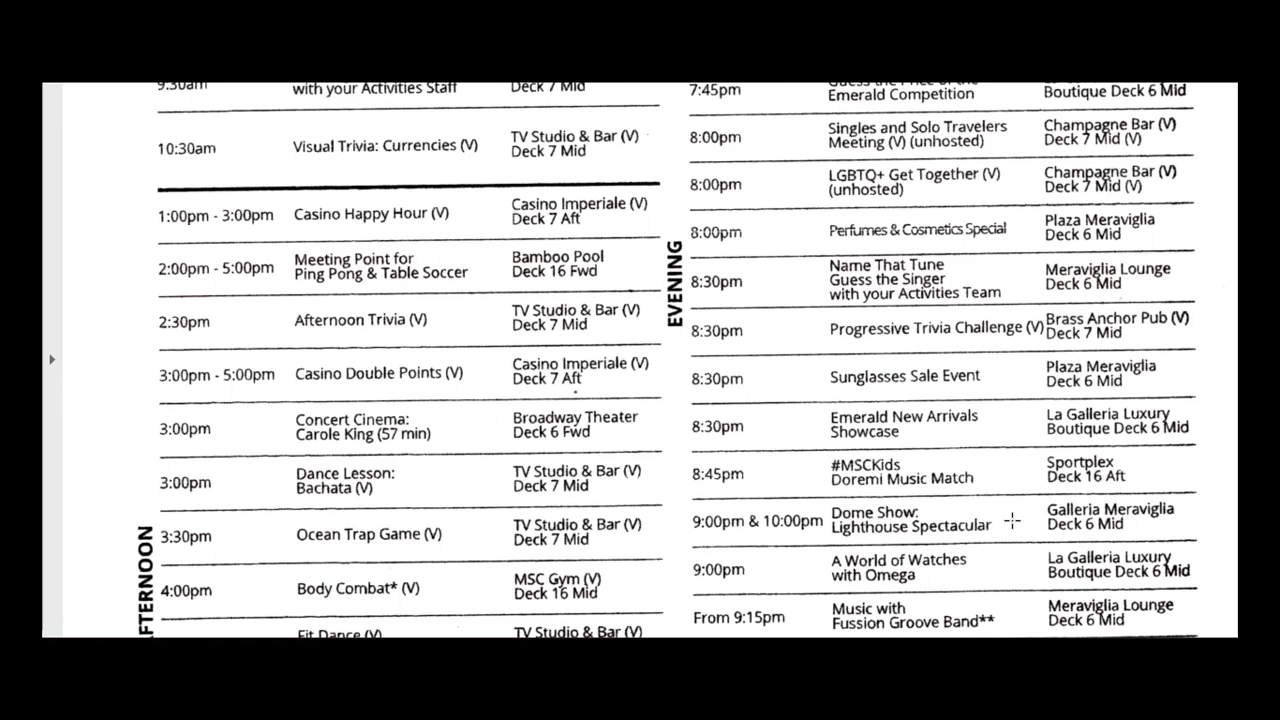 9:30am
with your Activities Staff
Deck 7 Mid
10:30am
Visual Trivia: Currencies (V)
TV Studio & Bar (V)
Deck 7 Mid
1:00pm - 3:00pm
Casino Happy Hour (V)
Casino Imperiale (V)
Deck 7 Aft
2:00pm - 5:00pm
Meeting Point for
Ping Pong & Table Soccer
Bamboo Pool
Deck 16 Fwd
2:30pm
Afternoon Trivia (V)
TV Studio & Bar (V)
Deck 7 Mid
3:00pm - 5:00pm
Casino Double Points (V)
Casino Imperiale (V)
Deck 7 Aft
3:00pm
Concert Cinema:
Carole King (57 min)
Broadway Theater
Deck 6 Fwd
3:00pm
Dance Lesson:
Bachata (V)
TV Studio & Bar (V)
Deck 7 Mid
3:30pm
Ocean Trap Game (V)
TV Studio & Bar (V)
Deck 7 Mid
AFTERNOON
4:00pm
Body Combat* (V)
MSC Gym (V)
Deck 16 Mid
Fit Dance (V)
TV Studio & Bar (V)
EVENING
7:45pm
Guess the Price of the
Emerald Competition
Boutique Deck 6 Mid
8:00pm
Singles and Solo Travelers
Meeting (V) (unhosted)
Champagne Bar (V)
Deck 7 Mid (V)
8:00pm
LGBTQ+ Get Together (V)
(unhosted)
Champagne Bar (V)
Deck 7 Mid (V)
8:00pm
Perfumes & Cosmetics Special
Plaza Meraviglia
Deck 6 Mid
8:30pm
Name That Tune
Guess the Singer
with your Activities Team
Meraviglia Lounge
Deck 6 Mid
8:30pm
Progressive Trivia Challenge (V)
Brass Anchor Pub (V)
Deck 7 Mid
8:30pm
Sunglasses Sale Event
Plaza Meraviglia
Deck 6 Mid
8:30pm
Emerald New Arrivals
Showcase
La Galleria Luxury
Boutique Deck 6 Mid
8:45pm
#MSCKids
Doremi Music Match
Sportplex
Deck 16 Aft
9:00pm & 10:00pm
Dome Show:
Lighthouse Spectacular
Galleria Meraviglia
Deck 6 Mid
9:00pm
A World of Watches
with Omega
La Galleria Luxury
Boutique Deck 6 Mid
From 9:15pm
Music with
Fussion Groove Band**
Meraviglia Lounge
Deck 6 Mid